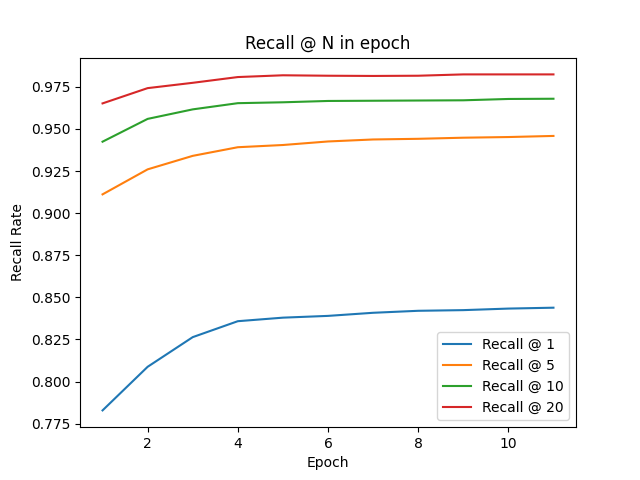 Recall @ N in epoch
0.975
0.950
0.925
0.900
0.875
0.850
0.825
0.800
0.775
Recall Rate
2
4
6
8
10
Epoch
Recall @ 1
Recall @ 5
Recall @ 10
Recall @ 20